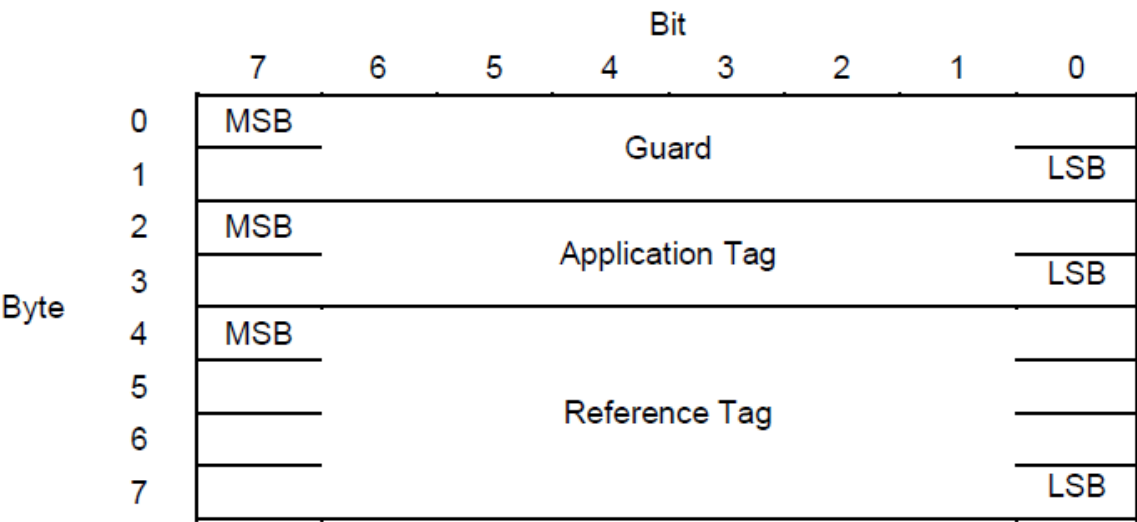 Bit
7 6 5 4 3 2 1 0
0 MSB
Guard
1 LSB
2 MSB
Application Tag
3 LSB
Byte
4 MSB
5
Reference Tag
6
7 LSB